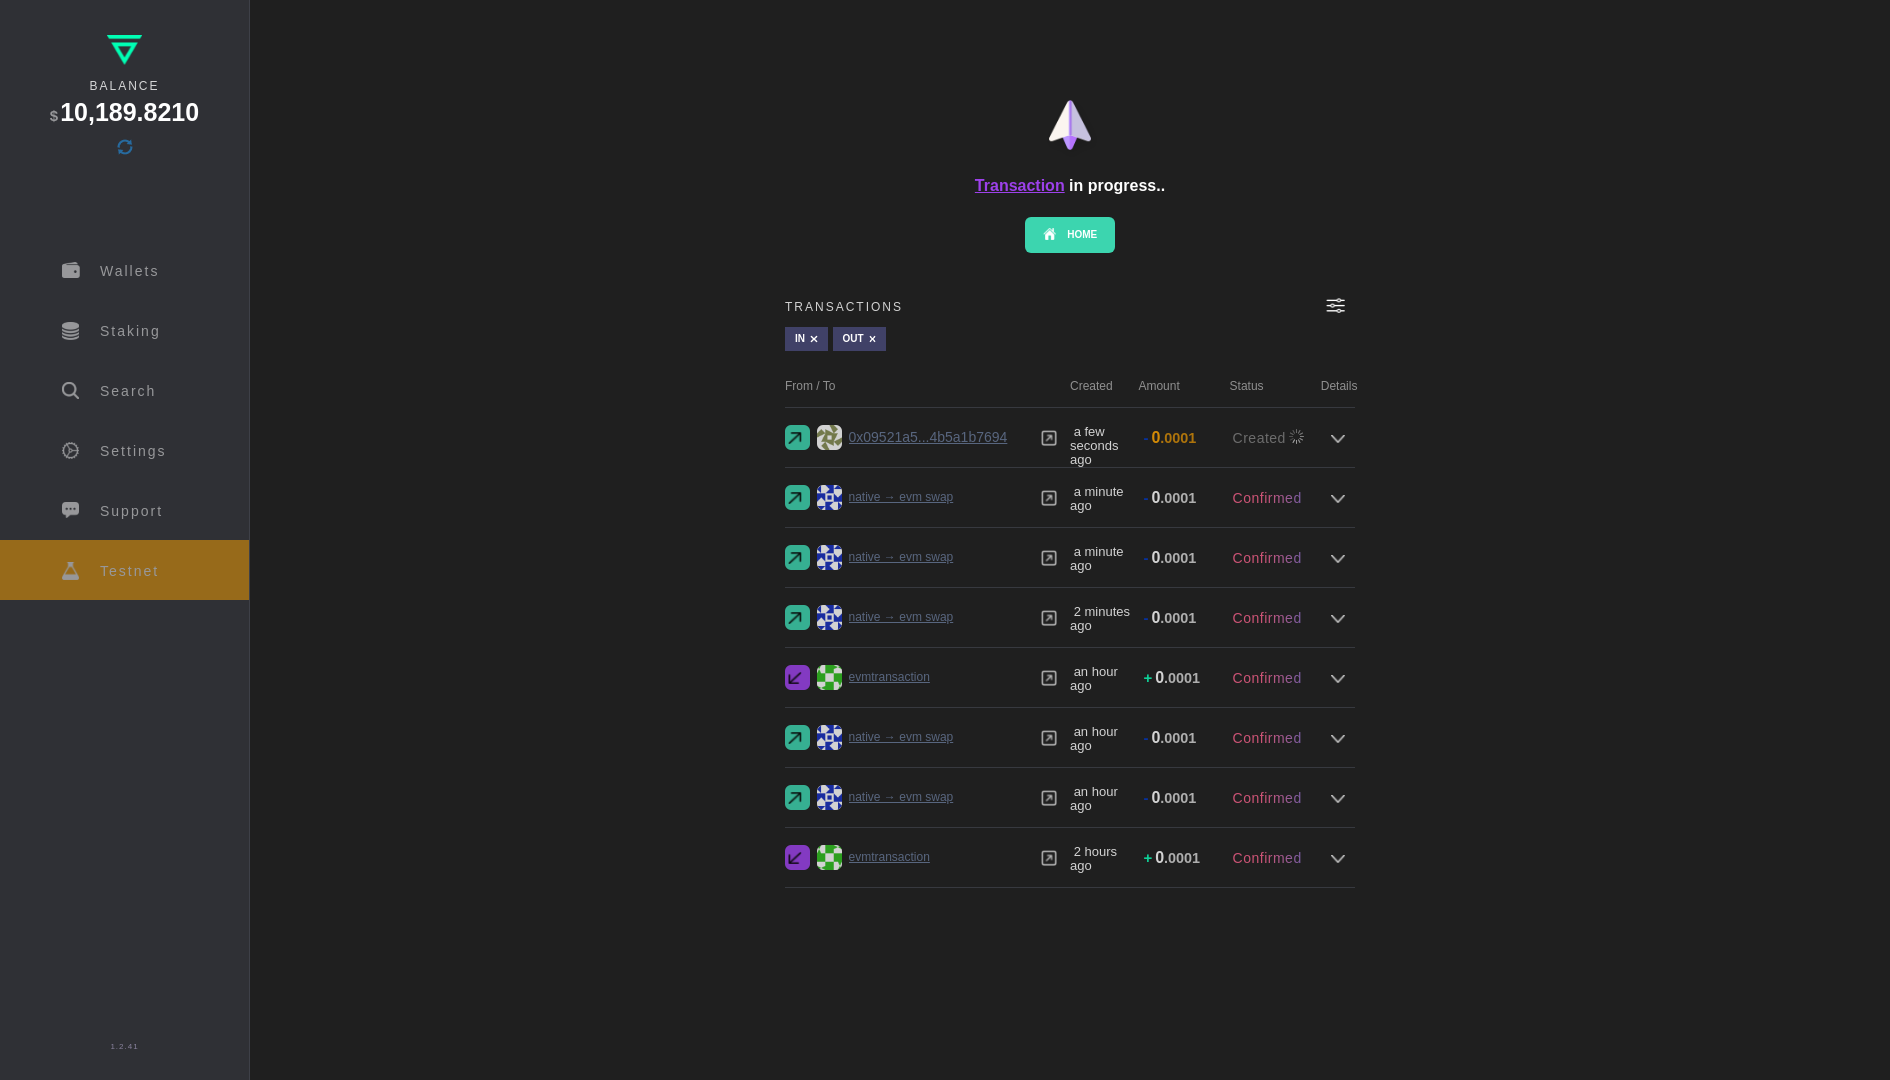 BALANCE
$ 10,189.8210
Wallets
Staking
Search
Settings
Support
Testnet
1.2.41
Transaction in progress..
HOME
TRANSACTIONS
IN × OUT ×
From / To Created Amount Status Details
0x09521a5...4b5a1b7694 a few seconds ago - 0.0001 Created
native → evm swap a minute ago - 0.0001 Confirmed
native → evm swap a minute ago - 0.0001 Confirmed
native → evm swap 2 minutes ago - 0.0001 Confirmed
evmtransaction an hour ago + 0.0001 Confirmed
native → evm swap an hour ago - 0.0001 Confirmed
native → evm swap an hour ago - 0.0001 Confirmed
evmtransaction 2 hours ago + 0.0001 Confirmed